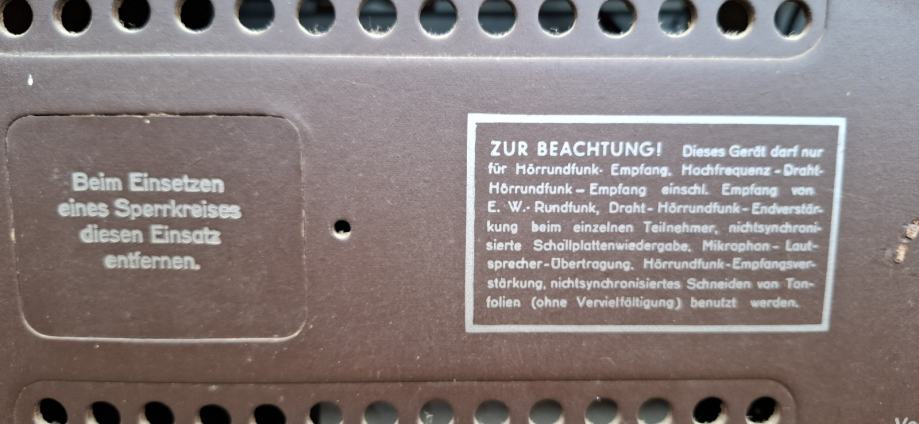 Beim Einsetzen
eines Sperrkreises
diesen Einsatz
entfernen.
ZUR BEACHTUNG! Dieses Gerät darf nur
für Hörrundfunk-Empfang, Hochfrequenz-Draht-
Hörrundfunk-Empfang einschl. Empfang von
E. W.-Rundfunk, Draht-Hörrundfunk-Endverstär-
kung beim einzelnen Teilnehmer, nichtsynchroni-
sierte Schallplattenwiedergabe, Mikrophon-Laut-
sprecher-Übertragung, Hörrundfunk-Empfangsver-
stärkung, nichtsynchronisiertes Schneiden von Ton-
folien (ohne Vervielfältigung) benutzt werden.